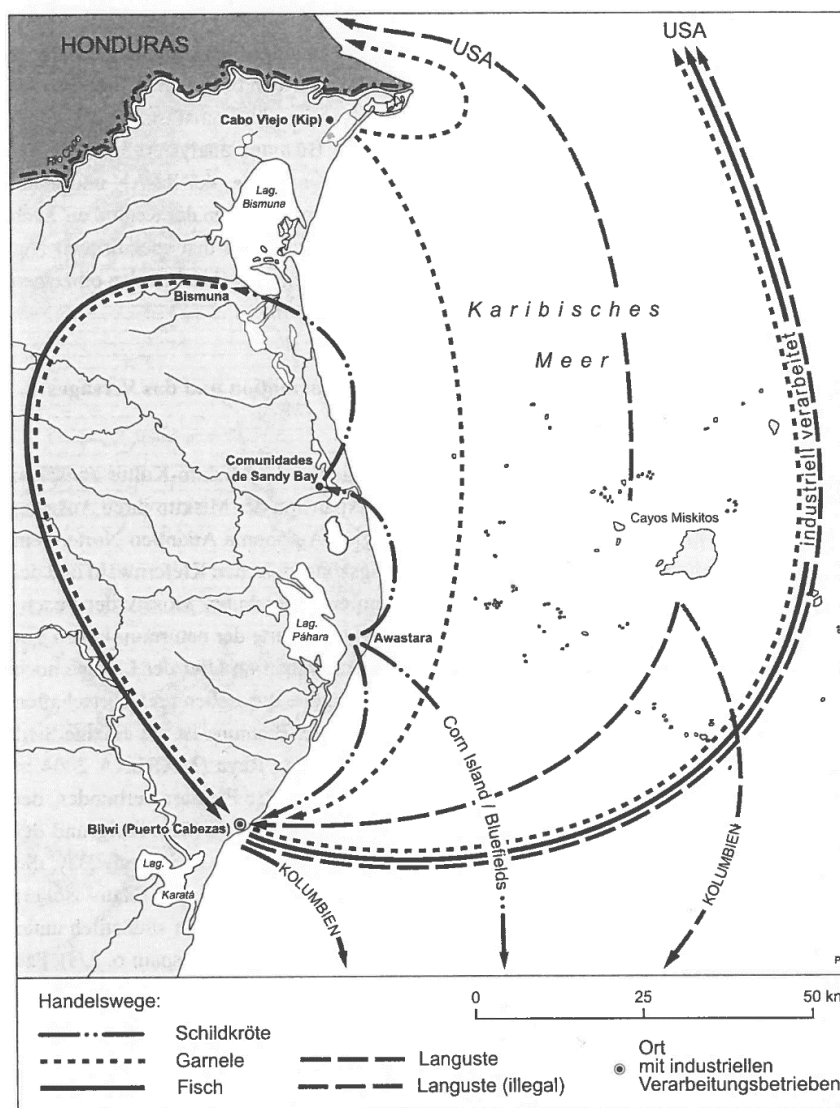 HONDURAS
USA
USA
Cabo Viejo (Kip)
Lag.
Bismuna
Bismuna
Karibisches
Meer
industriell verarbeitet
Comunidades
de Sandy Bay
Cayos Miskitos
Lag.
Páhara
Awastara
Corn Island / Bluefields
Bilwi (Puerto Cabezas)
Lag.
Karatá
KOLUMBIEN
KOLUMBIEN
Handelswege:
Schildkröte
Garnele
Fisch
Languste
Languste (illegal)
0 25 50 km
Ort
mit industriellen
Verarbeitungsbetrieben